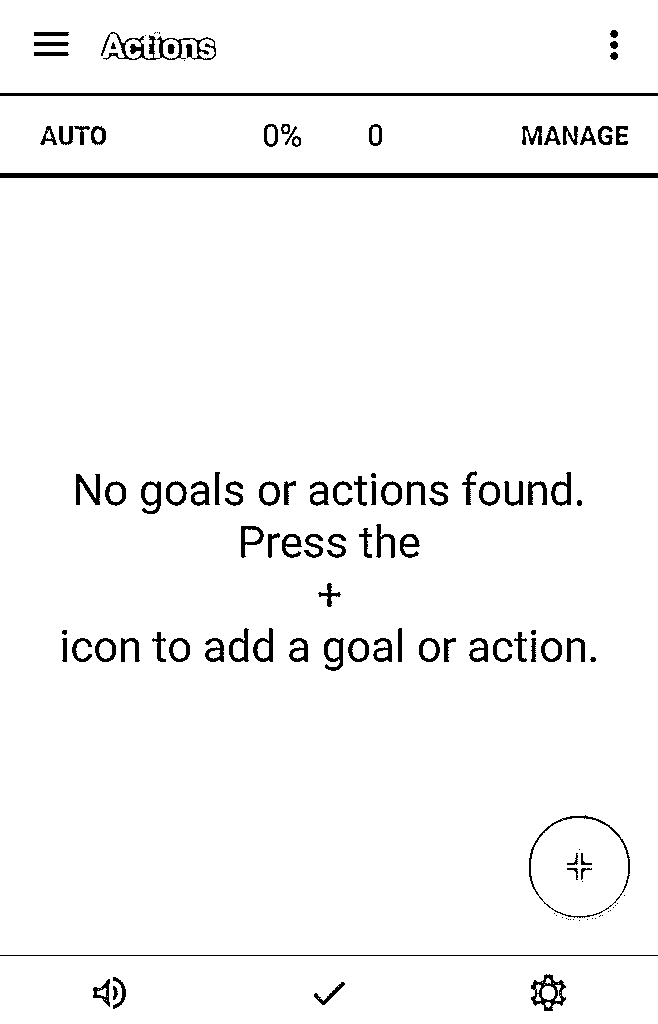 Actions
AUTO 0% 0 MANAGE
No goals or actions found.
Press the
+
icon to add a goal or action.